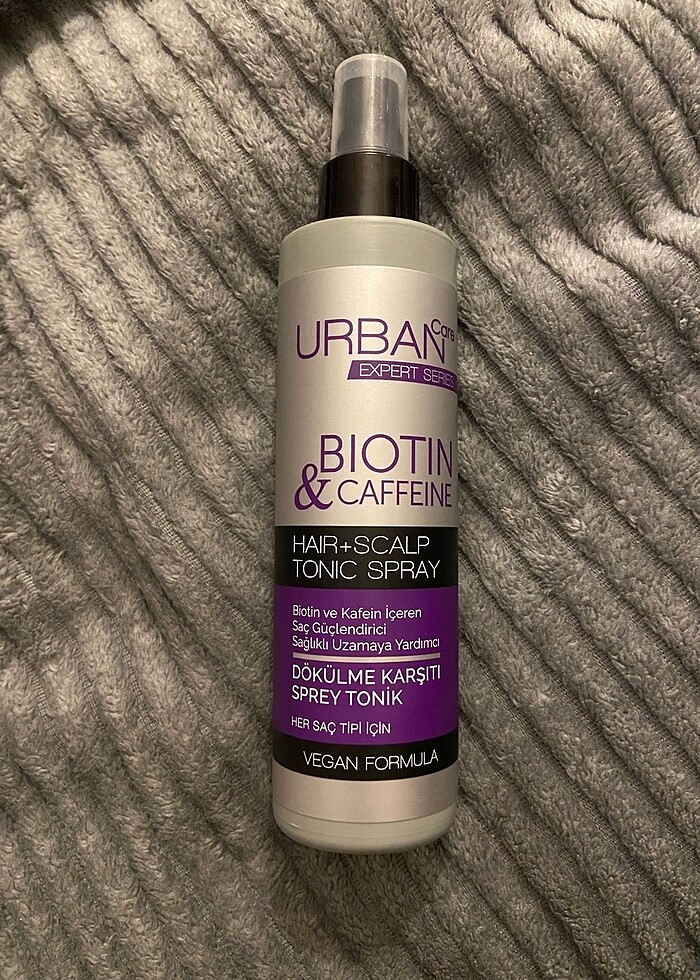 URBAN Care
EXPERT SERIES
BIOTIN
& CAFFEINE
HAIR+SCALP
TONIC SPRAY
Biotin ve Kafein İçeren
Saç Güçlendirici
Sağlıklı Uzamaya Yardımcı
DÖKÜLME KARŞITI
SPREY TONİK
HER SAÇ TİPİ İÇİN
VEGAN FORMULA